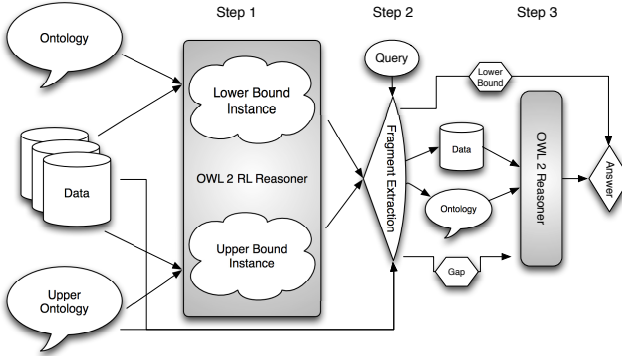 Step 1
Step 2
Step 3
Ontology
Data
Upper
Ontology
Lower Bound
Instance
OWL 2 RL Reasoner
Upper Bound
Instance
Query
Fragment Extraction
Lower
Bound
Data
Ontology
Gap
OWL 2 Reasoner
Answer